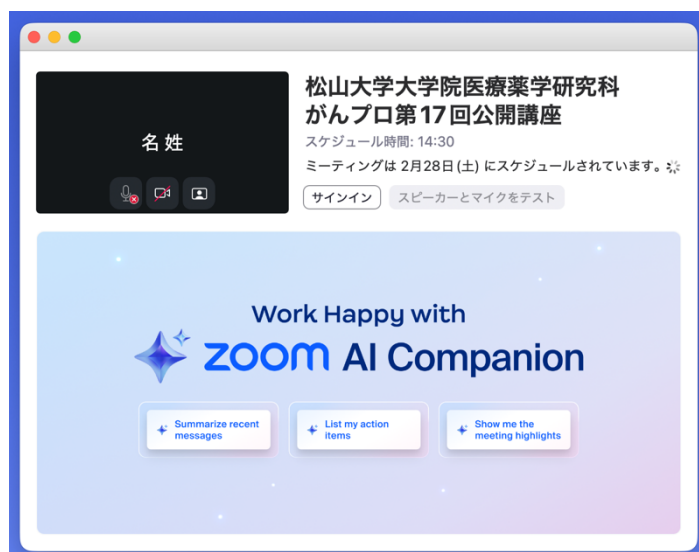 名 姓
松山大学大学院医療薬学研究科
がんプロ第17回公開講座
スケジュール時間: 14:30
ミーティングは 2月28日(土) にスケジュールされています。
サインイン
スピーカーとマイクをテスト
Work Happy with
zoom AI Companion
Summarize recent
messages
List my action
items
Show me the
meeting highlights